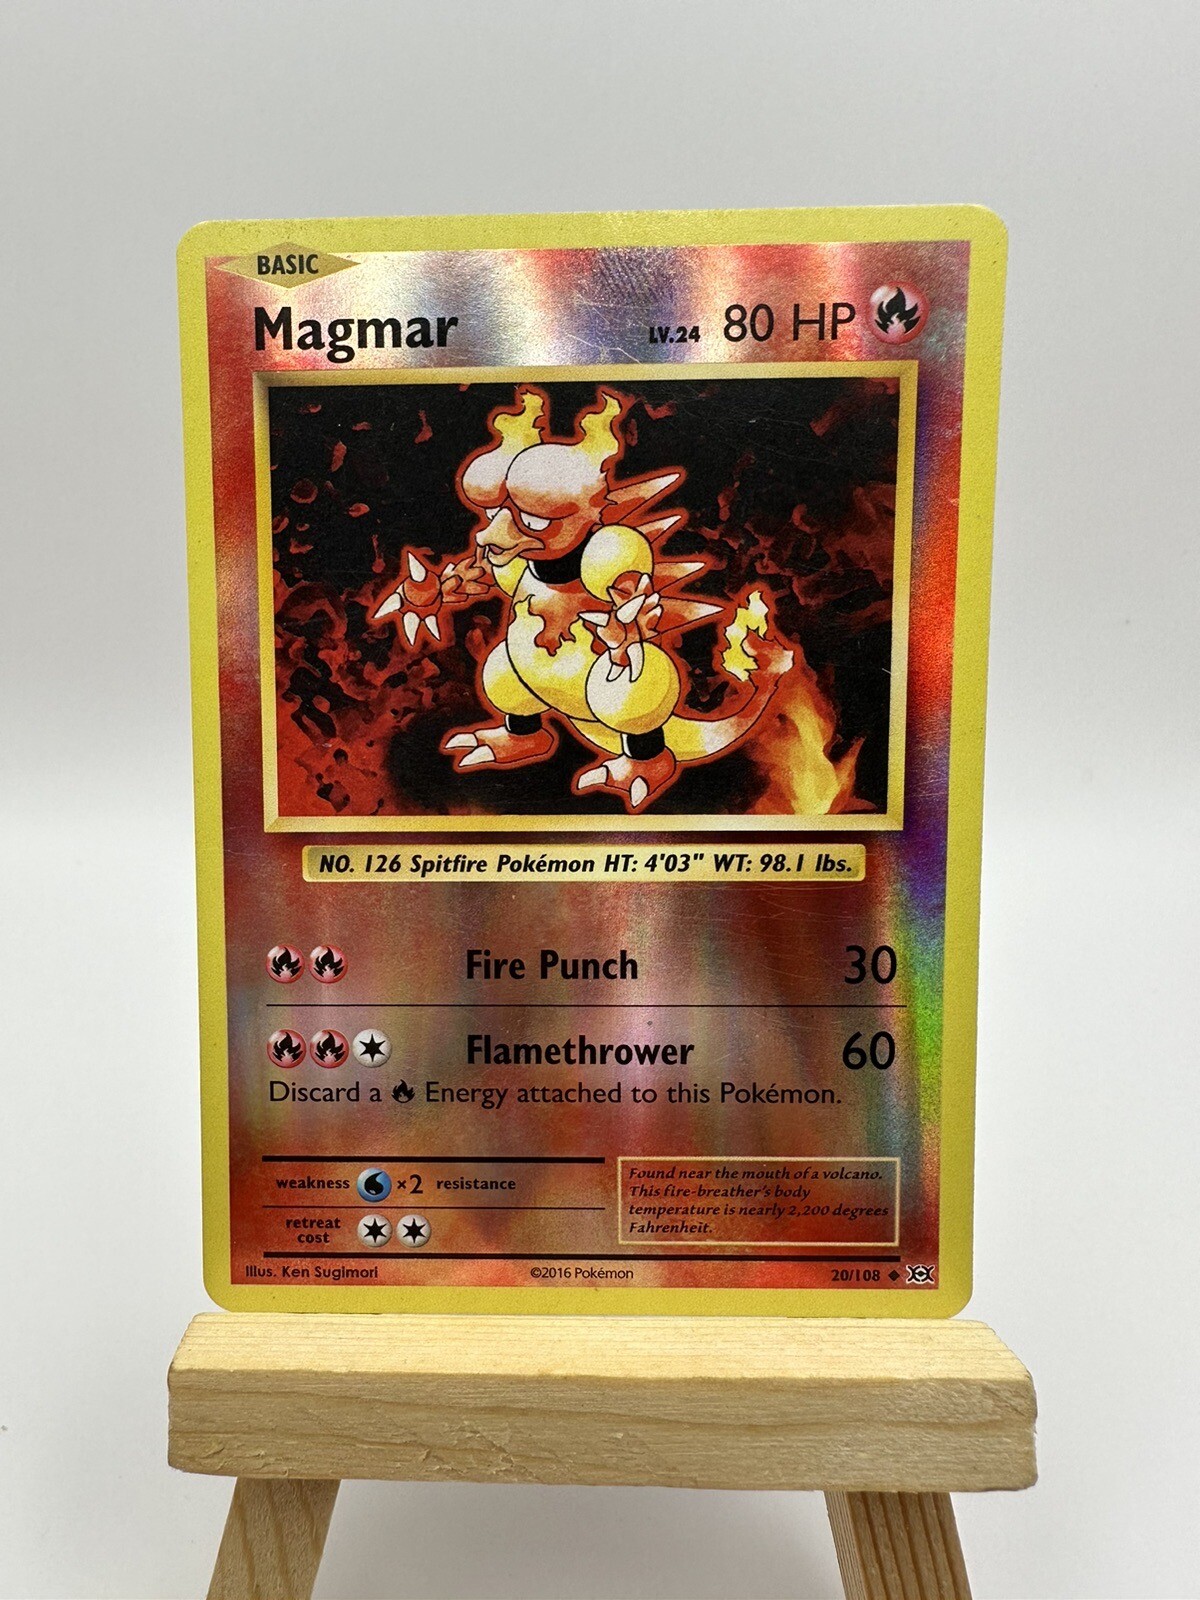 BASIC
Magmar LV.24 80 HP
NO. 126 Spitfire Pokémon HT: 4'03" WT: 98.1 lbs.
Fire Punch 30
Flamethrower 60
Discard a Energy attached to this Pokémon.
weakness ×2 resistance
retreat
cost
Found near the mouth of a volcano.
This fire-breather's body
temperature is nearly 2,200 degrees
Fahrenheit.
Illus. Ken Sugimori ©2016 Pokémon 20/108